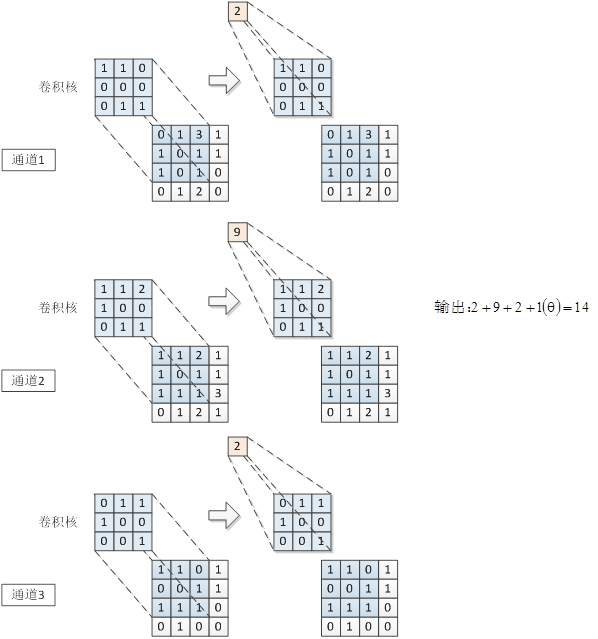 2
1 1 0 1 1 0
卷积核 0 0 0 0 0 0
0 1 1 0 1 1
0 1 3 1 0 1 3 1
通道1 1 0 1 1 1 0 1 1
1 0 1 0 1 0 1 0
0 1 2 0 0 1 2 0
9
1 1 2 1 1 2
卷积核 1 0 0 1 0 0 输出:2+9+2+1(θ)=14
0 1 1 0 1 1
1 1 2 1 1 1 2 1
通道2 1 0 1 1 1 0 1 1
1 1 1 3 1 1 1 3
0 1 2 1 0 1 2 1
2
0 1 1 0 1 1
卷积核 1 0 0 1 0 0
0 0 1 0 0 1
1 1 0 1 1 1 0 1
通道3 0 0 1 1 0 0 1 1
1 1 1 0 1 1 1 0
0 1 0 0 0 1 0 0